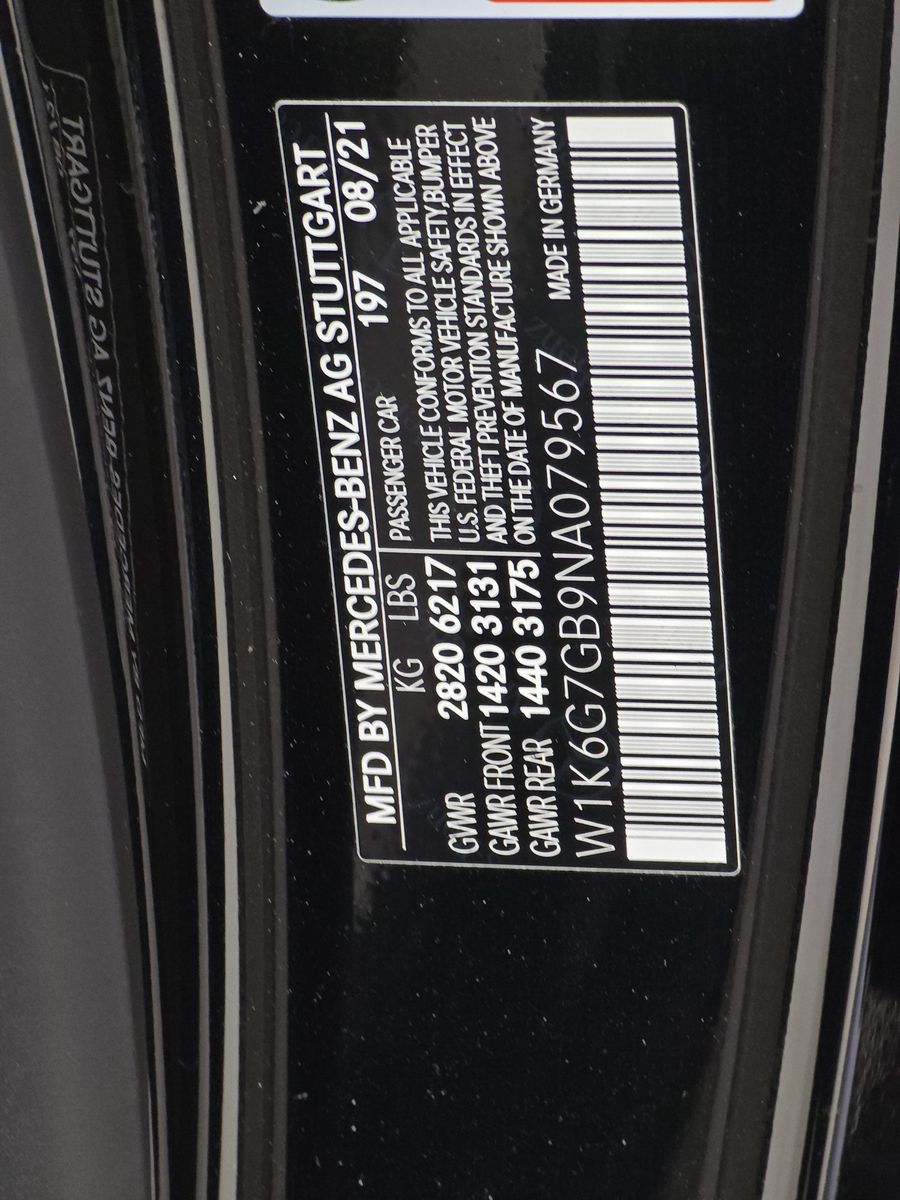 MFD BY MERCEDES-BENZ AG STUTTGART
KG LBS 197 08/21
PASSENGER CAR
GVWR 2820 6217
GAWR FRONT 1420 3131
GAWR REAR 1440 3175
THIS VEHICLE CONFORMS TO ALL APPLICABLE
U.S. FEDERAL MOTOR VEHICLE SAFETY,BUMPER
AND THEFT PREVENTION STANDARDS IN EFFECT
ON THE DATE OF MANUFACTURE SHOWN ABOVE
W1K6G7GB9NA079567 MADE IN GERMANY